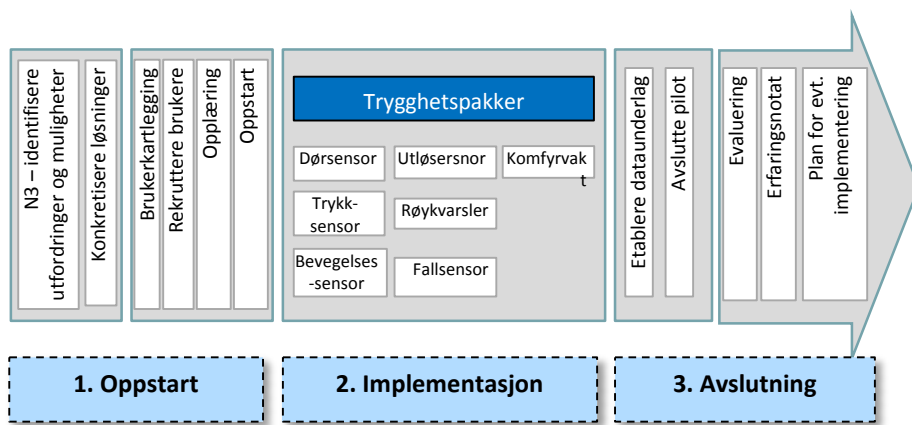 N3 – identifisere
utfordringer og muligheter
Konkretisere løsninger
Brukerkartlegging
Rekruttere brukere
Opplæring
Oppstart
Trygghetspakker
Dørsensor
Utløsersnor
Komfyrvak
t
Trykk-
sensor
Røykvarsler
Bevegelses
-sensor
Fallsensor
Etablere dataunderlag
Avslutte pilot
Evaluering
Erfaringsnotat
Plan for evt.
implementering
1. Oppstart
2. Implementasjon
3. Avslutning